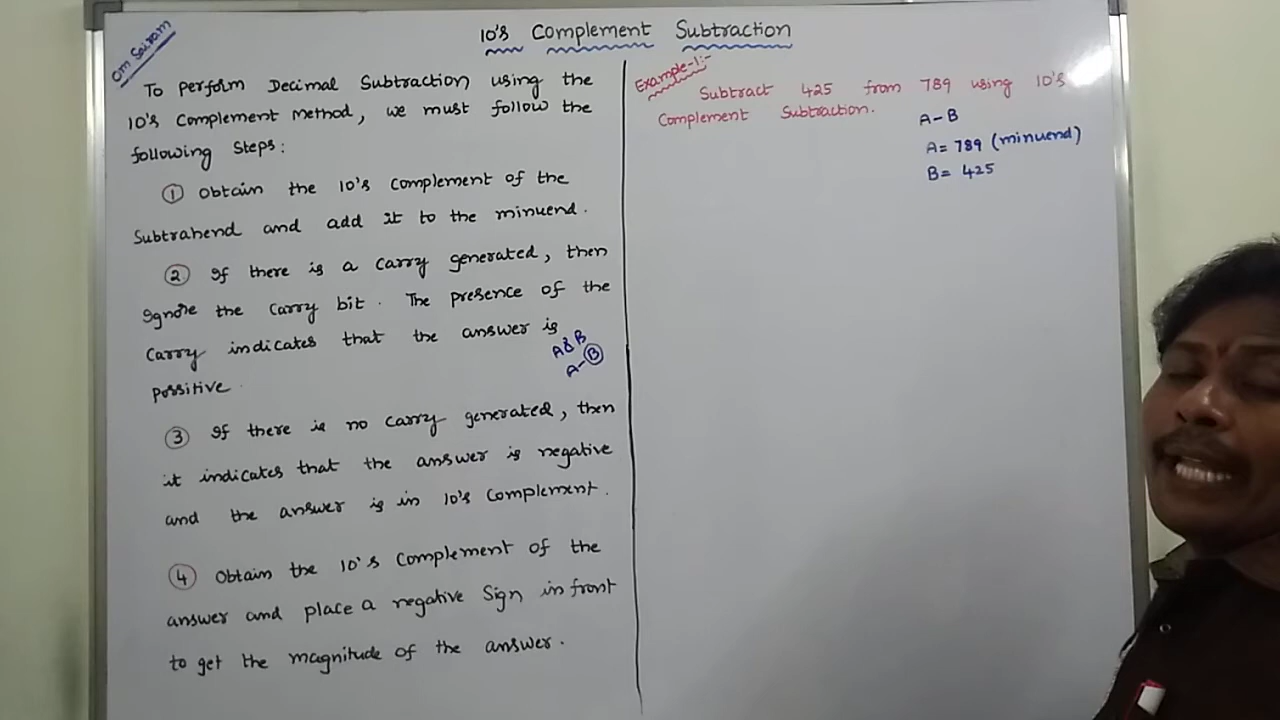 Om Sairam
10's Complement Subtraction
To perform Decimal Subtraction using the
10's Complement Method, we must follow the
following Steps:
① Obtain the 10's Complement of the
Subtrahend and add it to the minuend.
② If there is a Carry generated, then
Ignore the Carry bit. The presence of the
Carry indicates that the answer is
possitive.
A & B
A-B
③ If there is no carry generated, then
it indicates that the answer is negative
and the answer is in 10's Complement.
④ Obtain the 10's Complement of the
answer and place a negative Sign in front
to get the magnitude of the answer.
Example-1:-
Subtract 425 from 789 using 10's
Complement Subtraction.
A-B
A= 789 (minuend)
B= 425